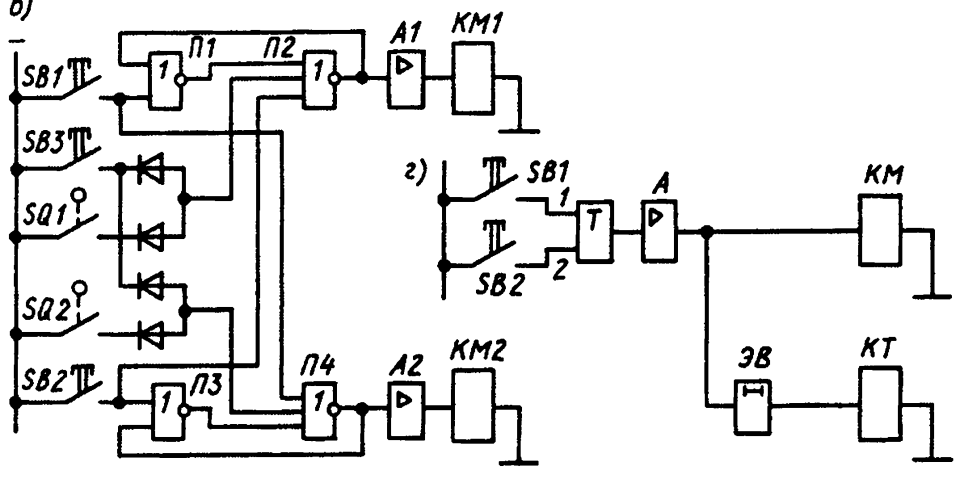 б)
−
SB1
П1
1
П2
1
А1
КМ1
SB3
SQ1
SQ2
SB2
П3
1
П4
1
А2
КМ2
г)
SB1
1
Т
2
SB2
А
КМ
ЭВ
КТ